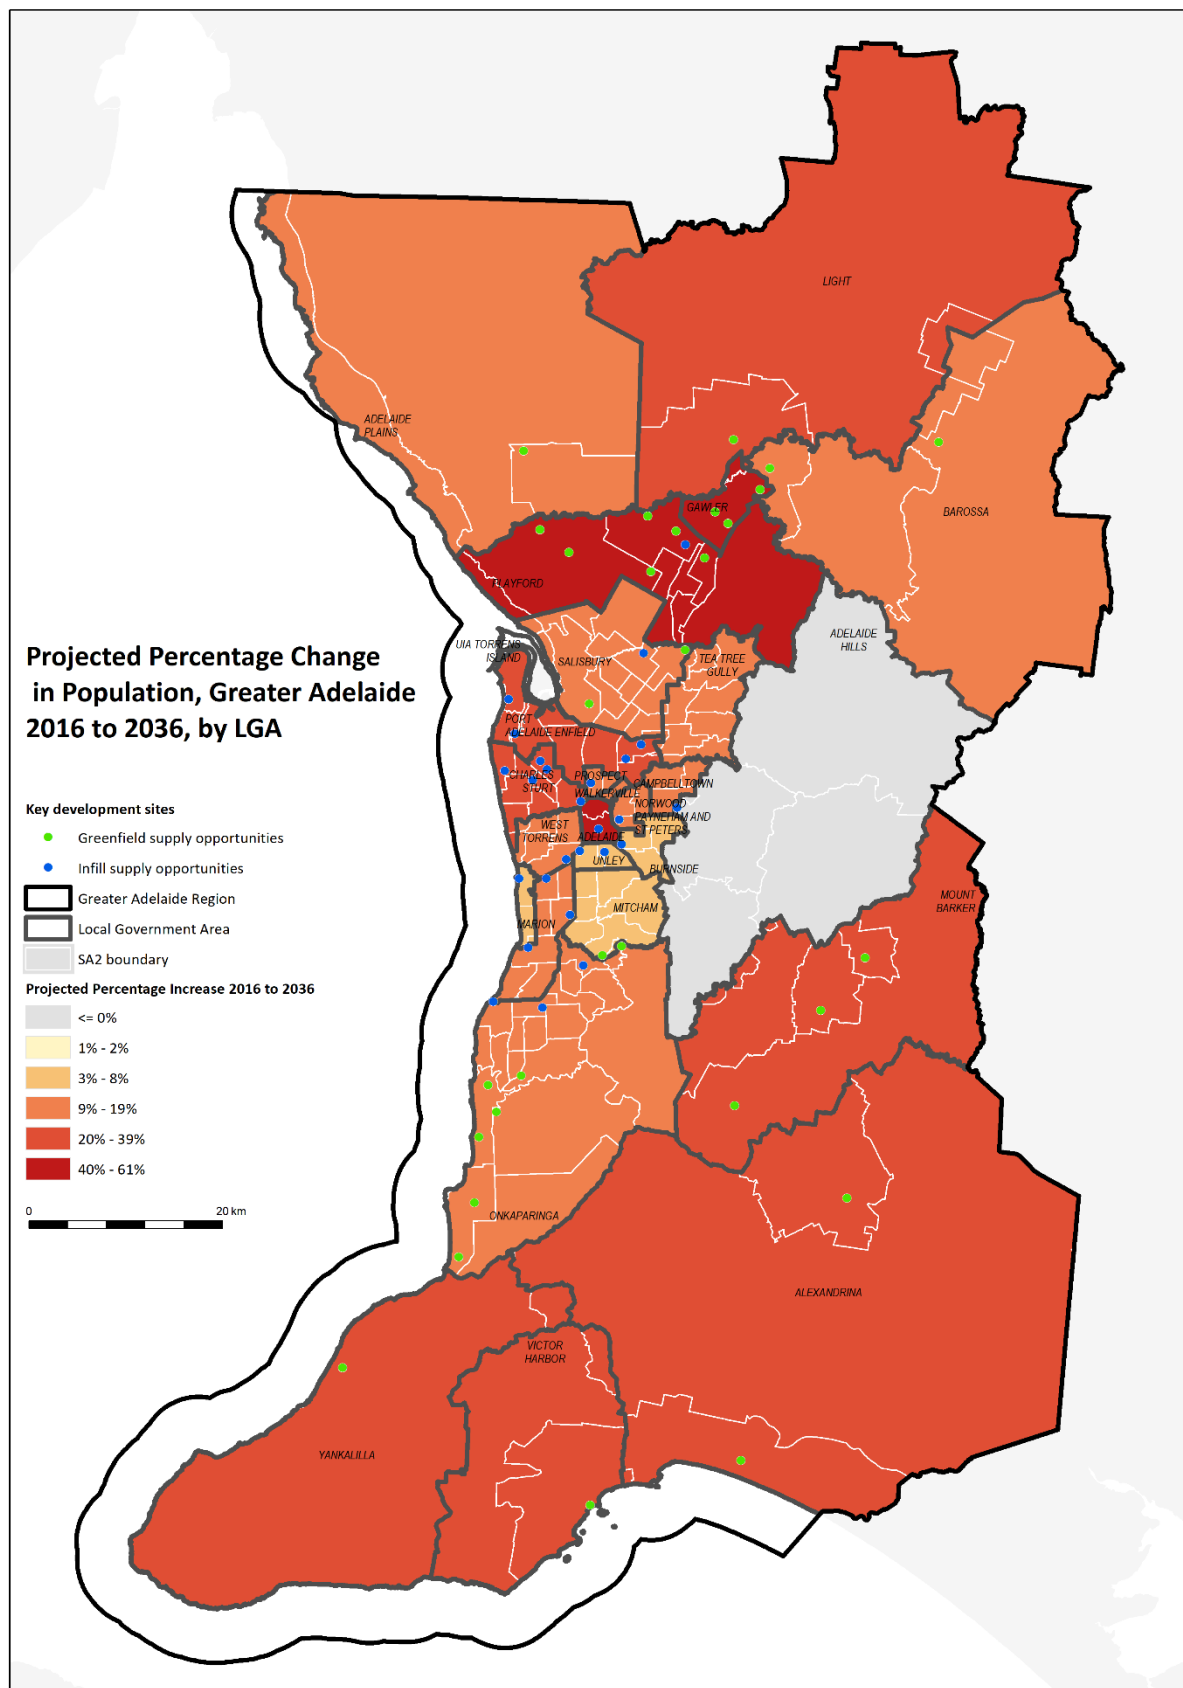 LIGHT
ADELAIDE
PLAINS
GAWLER
BAROSSA
PLAYFORD
ADELAIDE
HILLS
UIA TORRENS
ISLAND
SALISBURY
TEA TREE
GULLY
Projected Percentage Change
in Population, Greater Adelaide
2016 to 2036, by LGA
PORT
ADELAIDE ENFIELD
CHARLES
STURT
PROSPECT
WALKERVILLE
CAMPBELLTOWN
NORWOOD
PAYNEHAM AND
ST PETERS
WEST
TORRENS
ADELAIDE
UNLEY
BURNSIDE
MITCHAM
MARION
MOUNT
BARKER
Key development sites
Greenfield supply opportunities
Infill supply opportunities
Greater Adelaide Region
Local Government Area
SA2 boundary
Projected Percentage Increase 2016 to 2036
<= 0%
1% - 2%
3% - 8%
9% - 19%
20% - 39%
40% - 61%
0 20 km
ONKAPARINGA
ALEXANDRINA
VICTOR
HARBOR
YANKALILLA